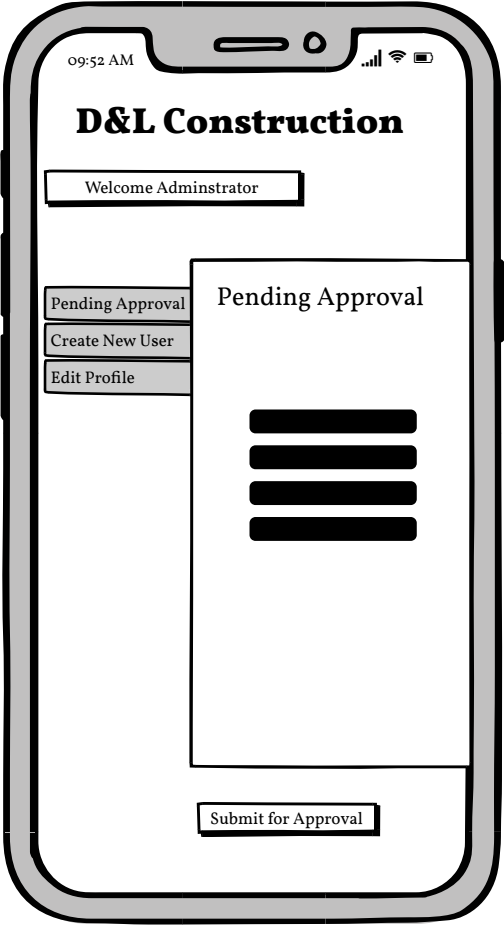 09:52 AM
D&L Construction
Welcome Adminstrator
Pending Approval
Create New User
Edit Profile
Pending Approval
Submit for Approval